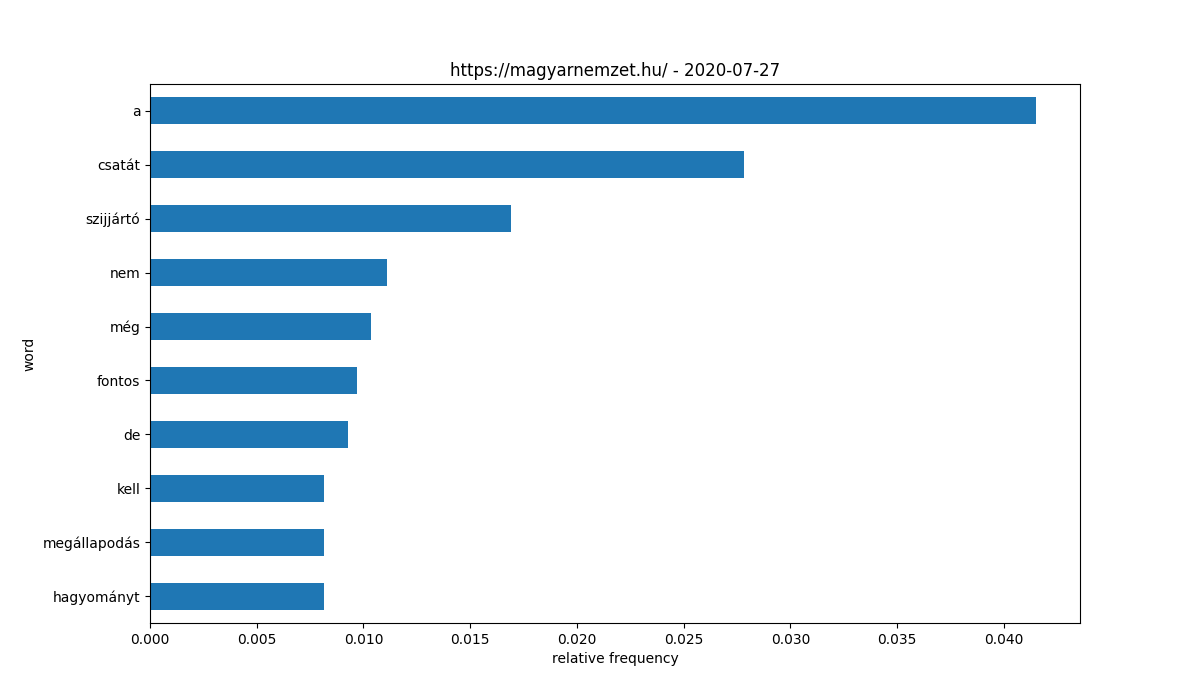 https://magyarnemzet.hu/ - 2020-07-27
a
csatát
szijjártó
nem
még
fontos
de
kell
megállapodás
hagyományt
word
0.000 0.005 0.010 0.015 0.020 0.025 0.030 0.035 0.040
relative frequency